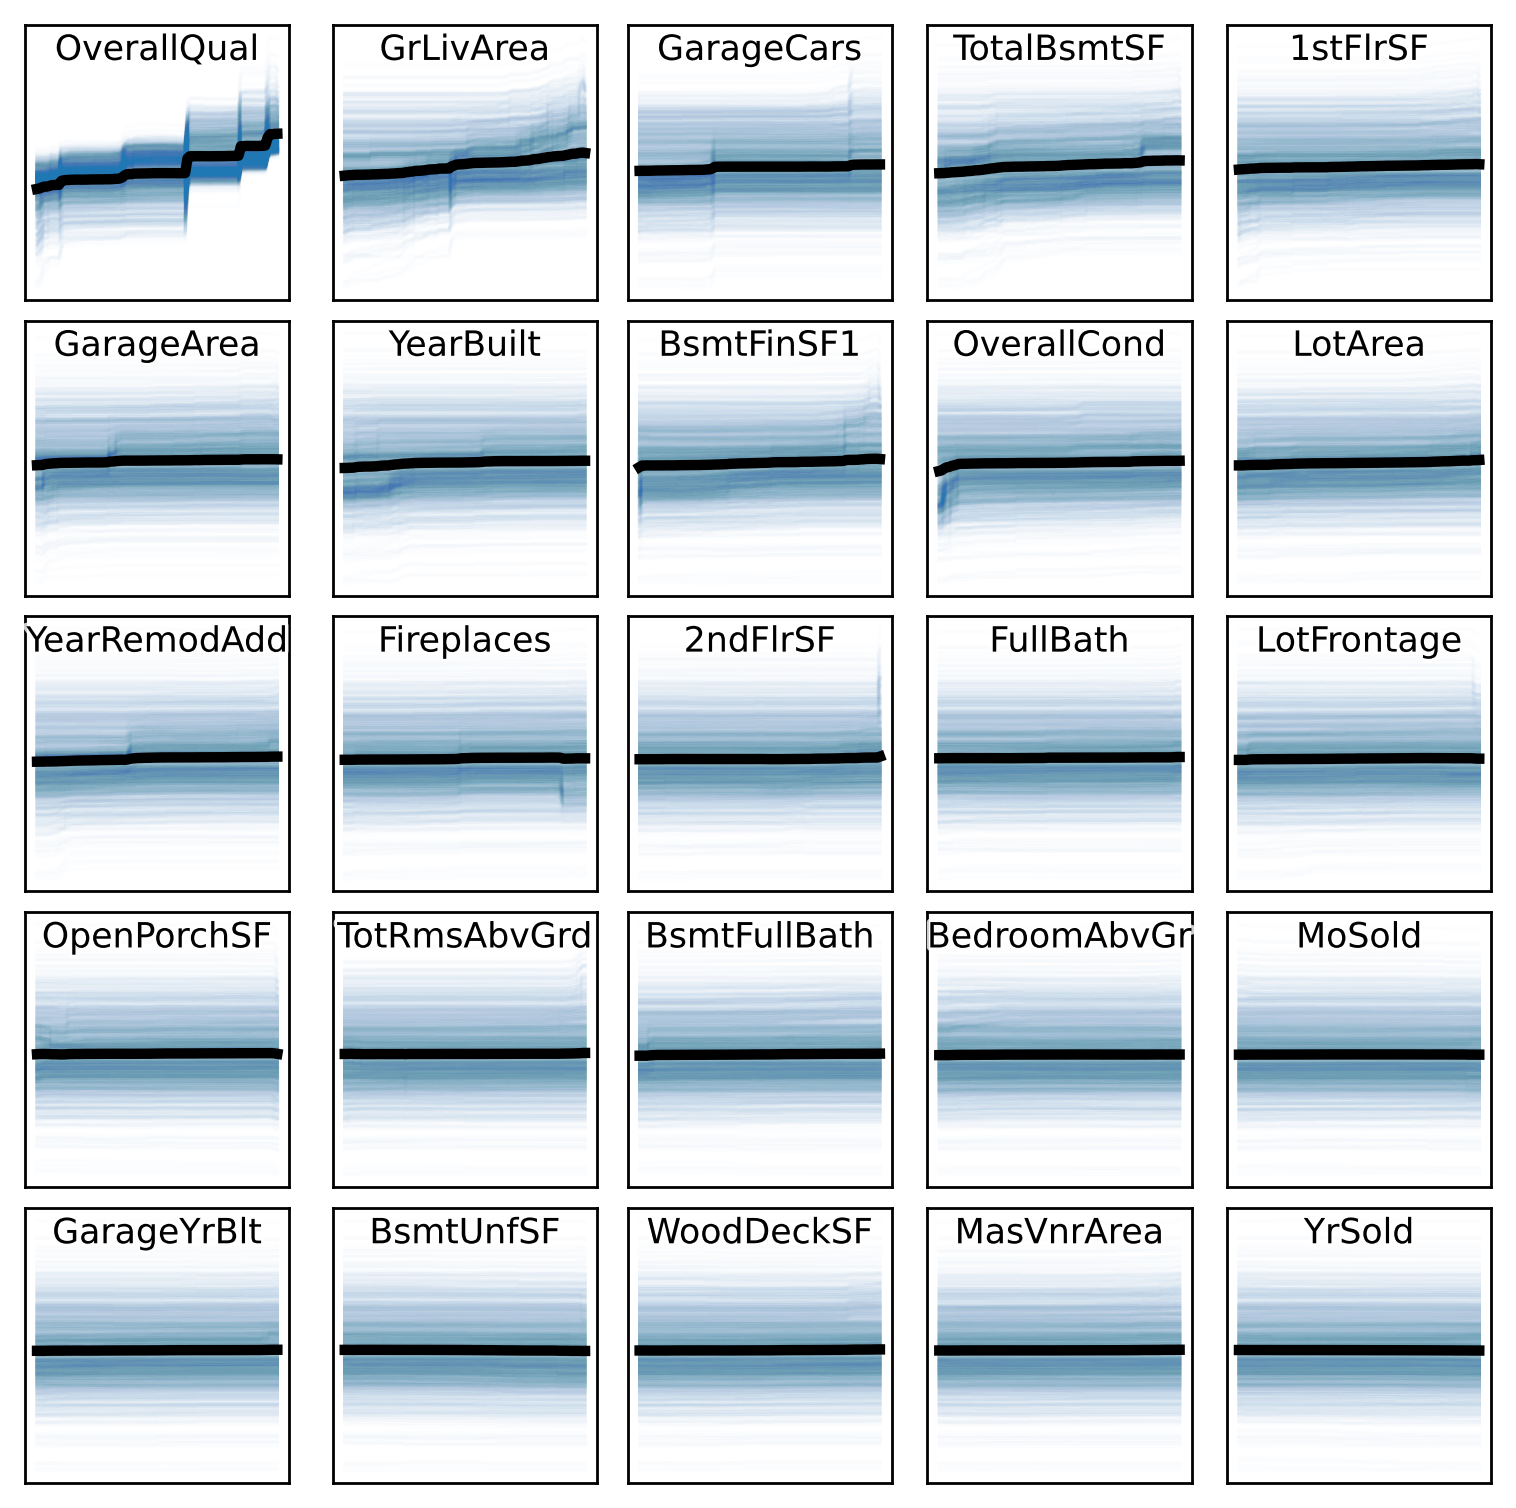 OverallQual
GrLivArea
GarageCars
TotalBsmtSF
1stFlrSF
GarageArea
YearBuilt
BsmtFinSF1
OverallCond
LotArea
YearRemodAdd
Fireplaces
2ndFlrSF
FullBath
LotFrontage
OpenPorchSF
TotRmsAbvGrd
BsmtFullBath
BedroomAbvGr
MoSold
GarageYrBlt
BsmtUnfSF
WoodDeckSF
MasVnrArea
YrSold